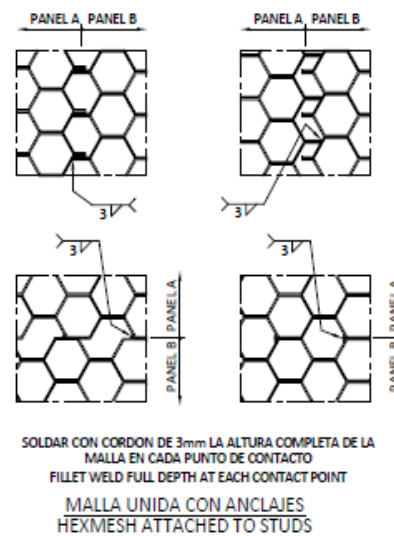 PANEL A PANEL B
PANEL A PANEL B
3
3
3
3
PANEL B PANEL A
PANEL B PANEL A
SOLDAR CON CORDON DE 3mm LA ALTURA COMPLETA DE LA
MALLA EN CADA PUNTO DE CONTACTO
FILLET WELD FULL DEPTH AT EACH CONTACT POINT
MALLA UNIDA CON ANCLAJES
HEXMESH ATTACHED TO STUDS